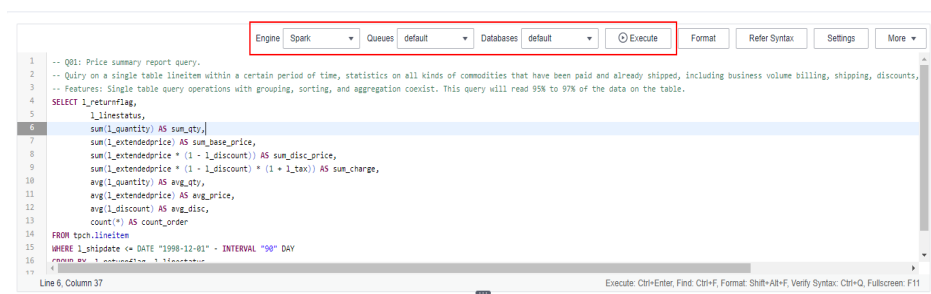 Engine Spark Queues default Databases default Execute Format Refer Syntax Settings More
1 -- Q01: Price summary report query.
2 -- Quiry on a single table lineitem within a certain period of time, statistics on all kinds of commodities that have been paid and already shipped, including business volume billing, shipping, discounts,
3 -- Features: Single table query operations with grouping, sorting, and aggregation coexist. This query will read 95% to 97% of the data on the table.
4 SELECT l_returnflag,
5 l_linestatus,
6 sum(l_quantity) AS sum_qty,
7 sum(l_extendedprice) AS sum_base_price,
8 sum(l_extendedprice * (1 - l_discount)) AS sum_disc_price,
9 sum(l_extendedprice * (1 - l_discount) * (1 + l_tax)) AS sum_charge,
10 avg(l_quantity) AS avg_qty,
11 avg(l_extendedprice) AS avg_price,
12 avg(l_discount) AS avg_disc,
13 count(*) AS count_order
14 FROM tpch.lineitem
15 WHERE l_shipdate <= DATE "1998-12-01" - INTERVAL "90" DAY
16 GROUP BY l_returnflag, l_linestatus
17
Line 6, Column 37 Execute: Ctrl+Enter, Find: Ctrl+F, Format: Shift+Alt+F, Verify Syntax: Ctrl+Q, Fullscreen: F11